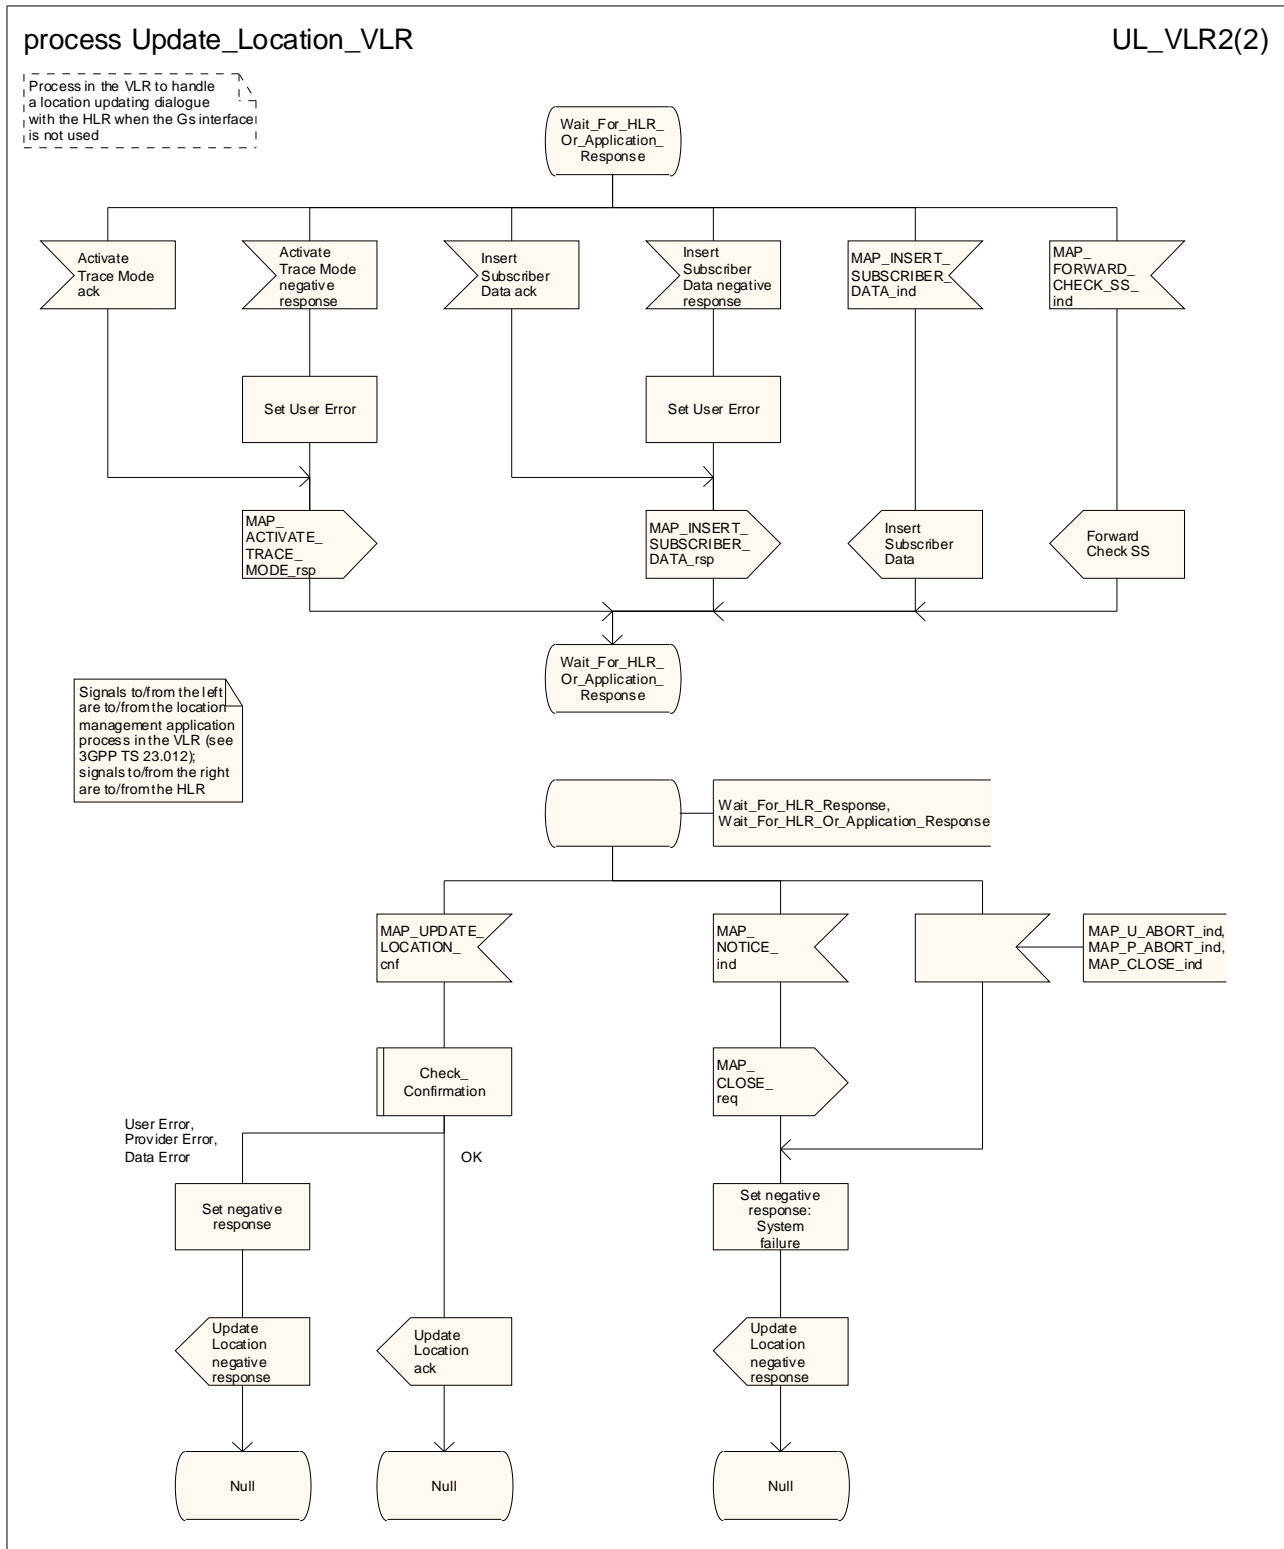 process Update_Location_VLR
UL_VLR2(2)
Process in the VLR to handle
a location updating dialogue
with the HLR when the Gs interface
is not used
Wait_For_HLR_
Or_Application_
Response
Activate
Trace Mode
ack
Activate
Trace Mode
negative
response
Insert
Subscriber
Data ack
Insert
Subscriber
Data negative
response
MAP_INSERT_
SUBSCRIBER_
DATA_ind
MAP_
FORWARD_
CHECK_SS_
ind
Set User Error
Set User Error
MAP_
ACTIVATE_
TRACE_
MODE_rsp
MAP_INSERT_
SUBSCRIBER_
DATA_rsp
Insert
Subscriber
Data
Forward
Check SS
Wait_For_HLR_
Or_Application_
Response
Signals to/from the left
are to/from the location
management application
process in the VLR (see
3GPP TS 23.012);
signals to/from the right
are to/from the HLR
Wait_For_HLR_Response,
Wait_For_HLR_Or_Application_Response
MAP_UPDATE_
LOCATION_
cnf
MAP_
NOTICE_
ind
MAP_U_ABORT_ind,
MAP_P_ABORT_ind,
MAP_CLOSE_ind
Check_
Confirmation
MAP_
CLOSE_
req
User Error,
Provider Error,
Data Error
OK
Set negative
response
Set negative
response:
System
failure
Update
Location
negative
response
Update
Location
ack
Update
Location
negative
response
Null
Null
Null